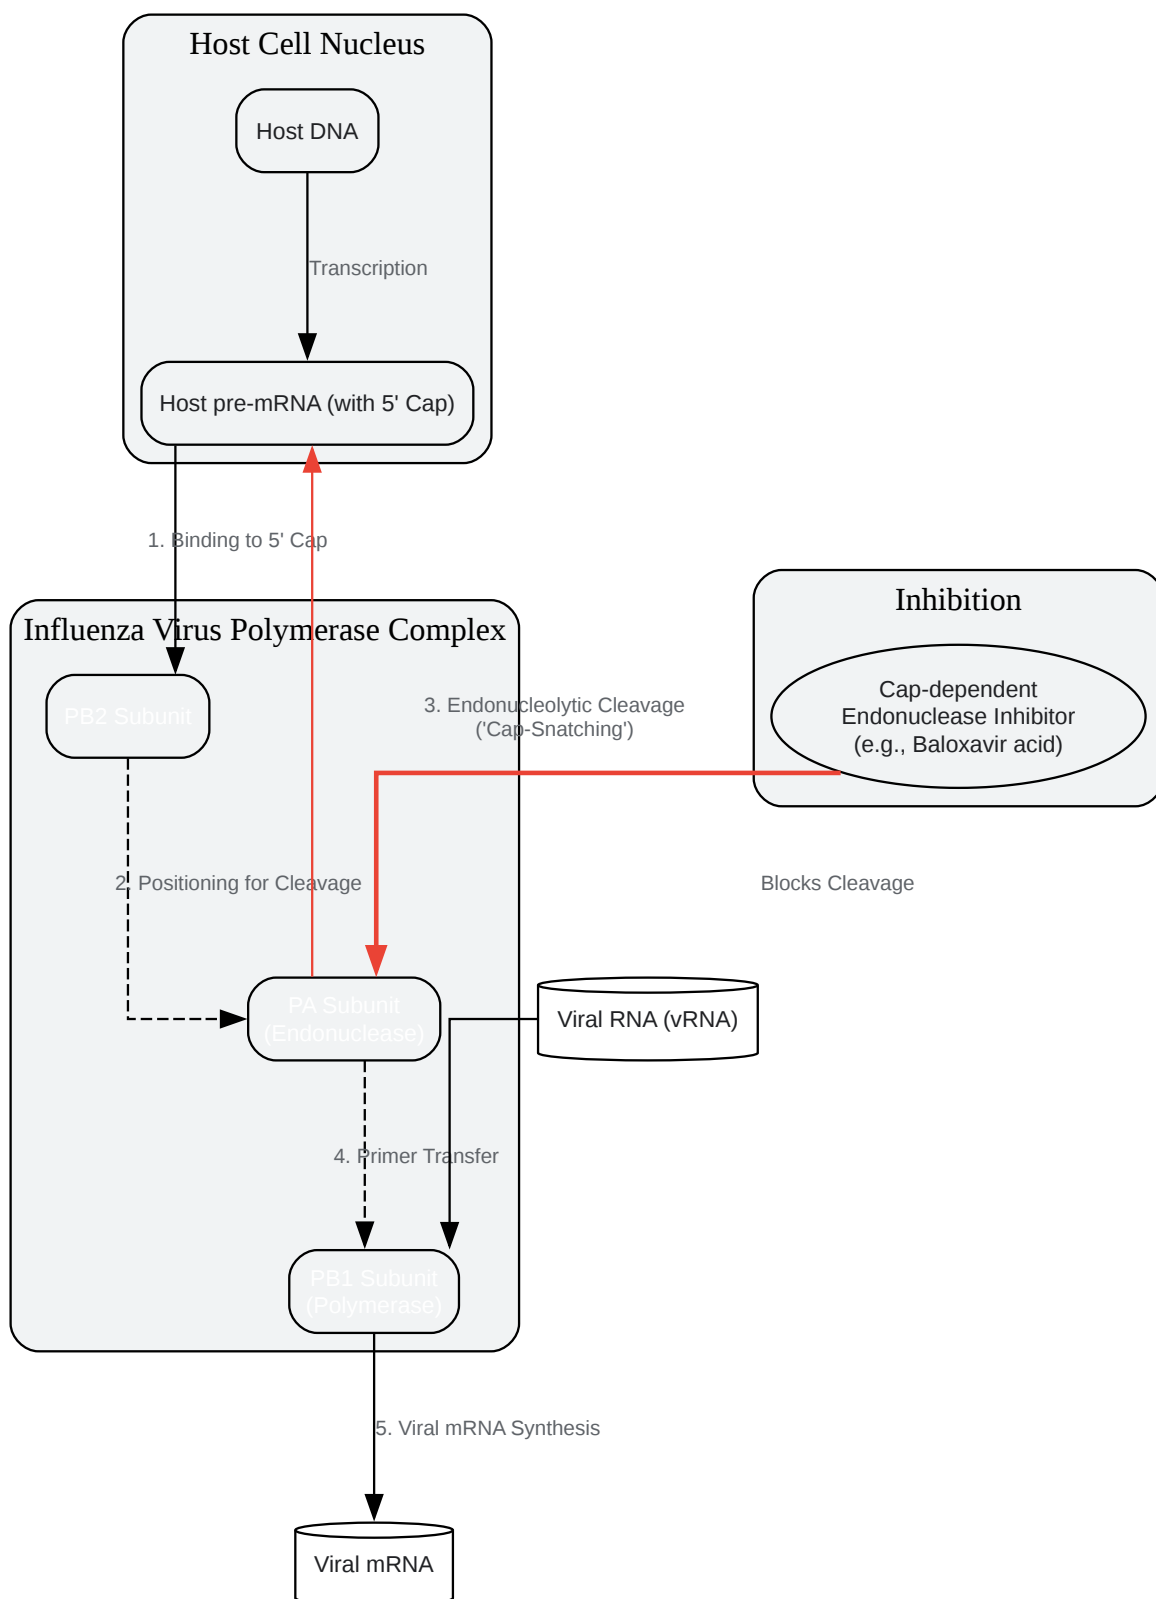 Host Cell Nucleus
Host DNA
Transcription
Host pre-mRNA (with 5' Cap)
1. Binding to 5' Cap
Influenza Virus Polymerase Complex
PB2 Subunit
Inhibition
Cap-dependent
Endonuclease Inhibitor
(e.g., Baloxavir acid)
3. Endonucleolytic Cleavage
('Cap-Snatching')
2. Positioning for Cleavage
Blocks Cleavage
PA Subunit
(Endonuclease)
Viral RNA (vRNA)
4. Primer Transfer
PB1 Subunit
(Polymerase)
5. Viral mRNA Synthesis
Viral mRNA